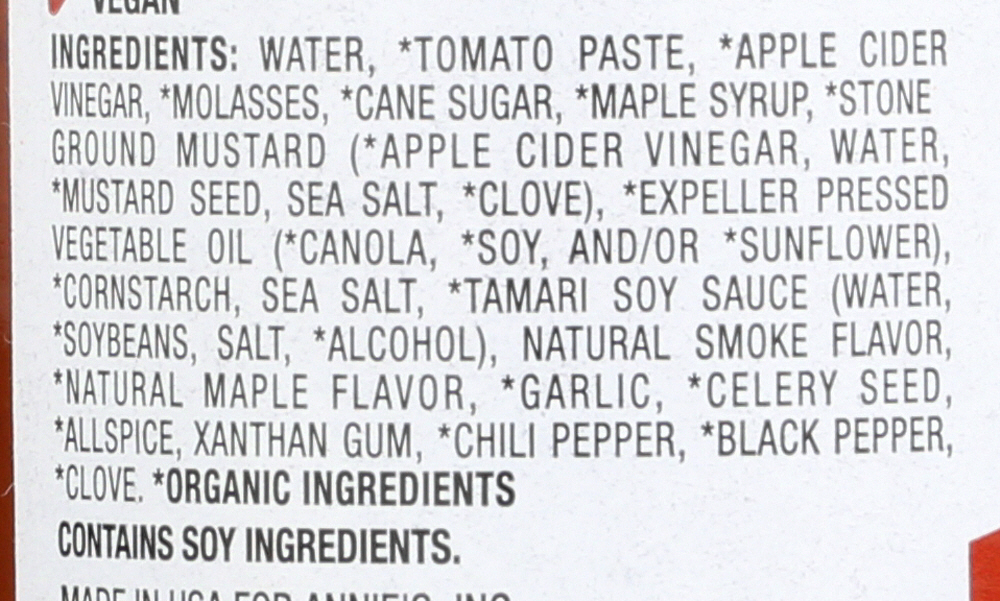 VEGAN
INGREDIENTS: WATER, *TOMATO PASTE, *APPLE CIDER
VINEGAR, *MOLASSES, *CANE SUGAR, *MAPLE SYRUP, *STONE
GROUND MUSTARD (*APPLE CIDER VINEGAR, WATER,
*MUSTARD SEED, SEA SALT, *CLOVE), *EXPELLER PRESSED
VEGETABLE OIL (*CANOLA, *SOY, AND/OR *SUNFLOWER),
*CORNSTARCH, SEA SALT, *TAMARI SOY SAUCE (WATER,
*SOYBEANS, SALT, *ALCOHOL), NATURAL SMOKE FLAVOR,
*NATURAL MAPLE FLAVOR, *GARLIC, *CELERY SEED,
*ALLSPICE, XANTHAN GUM, *CHILI PEPPER, *BLACK PEPPER,
*CLOVE. *ORGANIC INGREDIENTS
CONTAINS SOY INGREDIENTS.
MADE IN USA FOR ANNIE'S, INC.